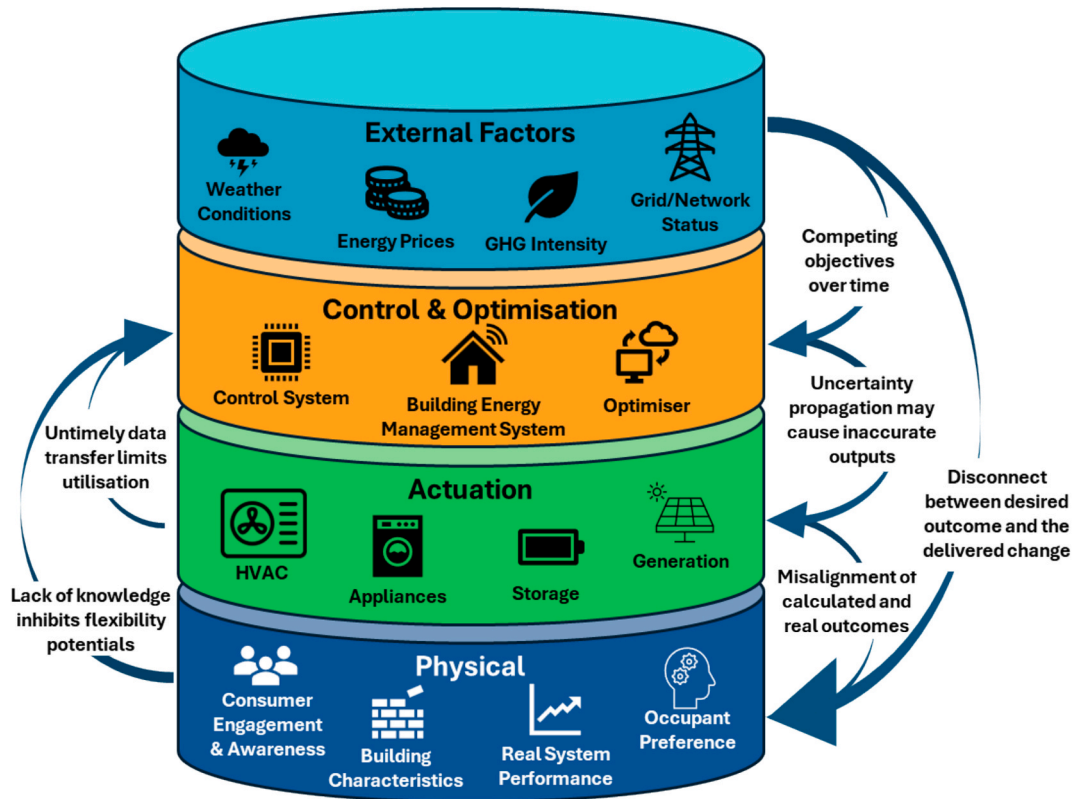 External Factors
Weather
Conditions
Energy Prices
GHG Intensity
Grid/Network
Status
Control & Optimisation
Control System
Building Energy
Management System
Optimiser
Actuation
HVAC
Appliances
Storage
Generation
Physical
Consumer
Engagement
& Awareness
Building
Characteristics
Real System
Performance
Occupant
Preference
Untimely data
transfer limits
utilisation
Lack of knowledge
inhibits flexibility
potentials
Competing
objectives
over time
Uncertainty
propagation may
cause inaccurate
outputs
Disconnect
between desired
outcome and the
delivered change
Misalignment of
calculated and
real outcomes